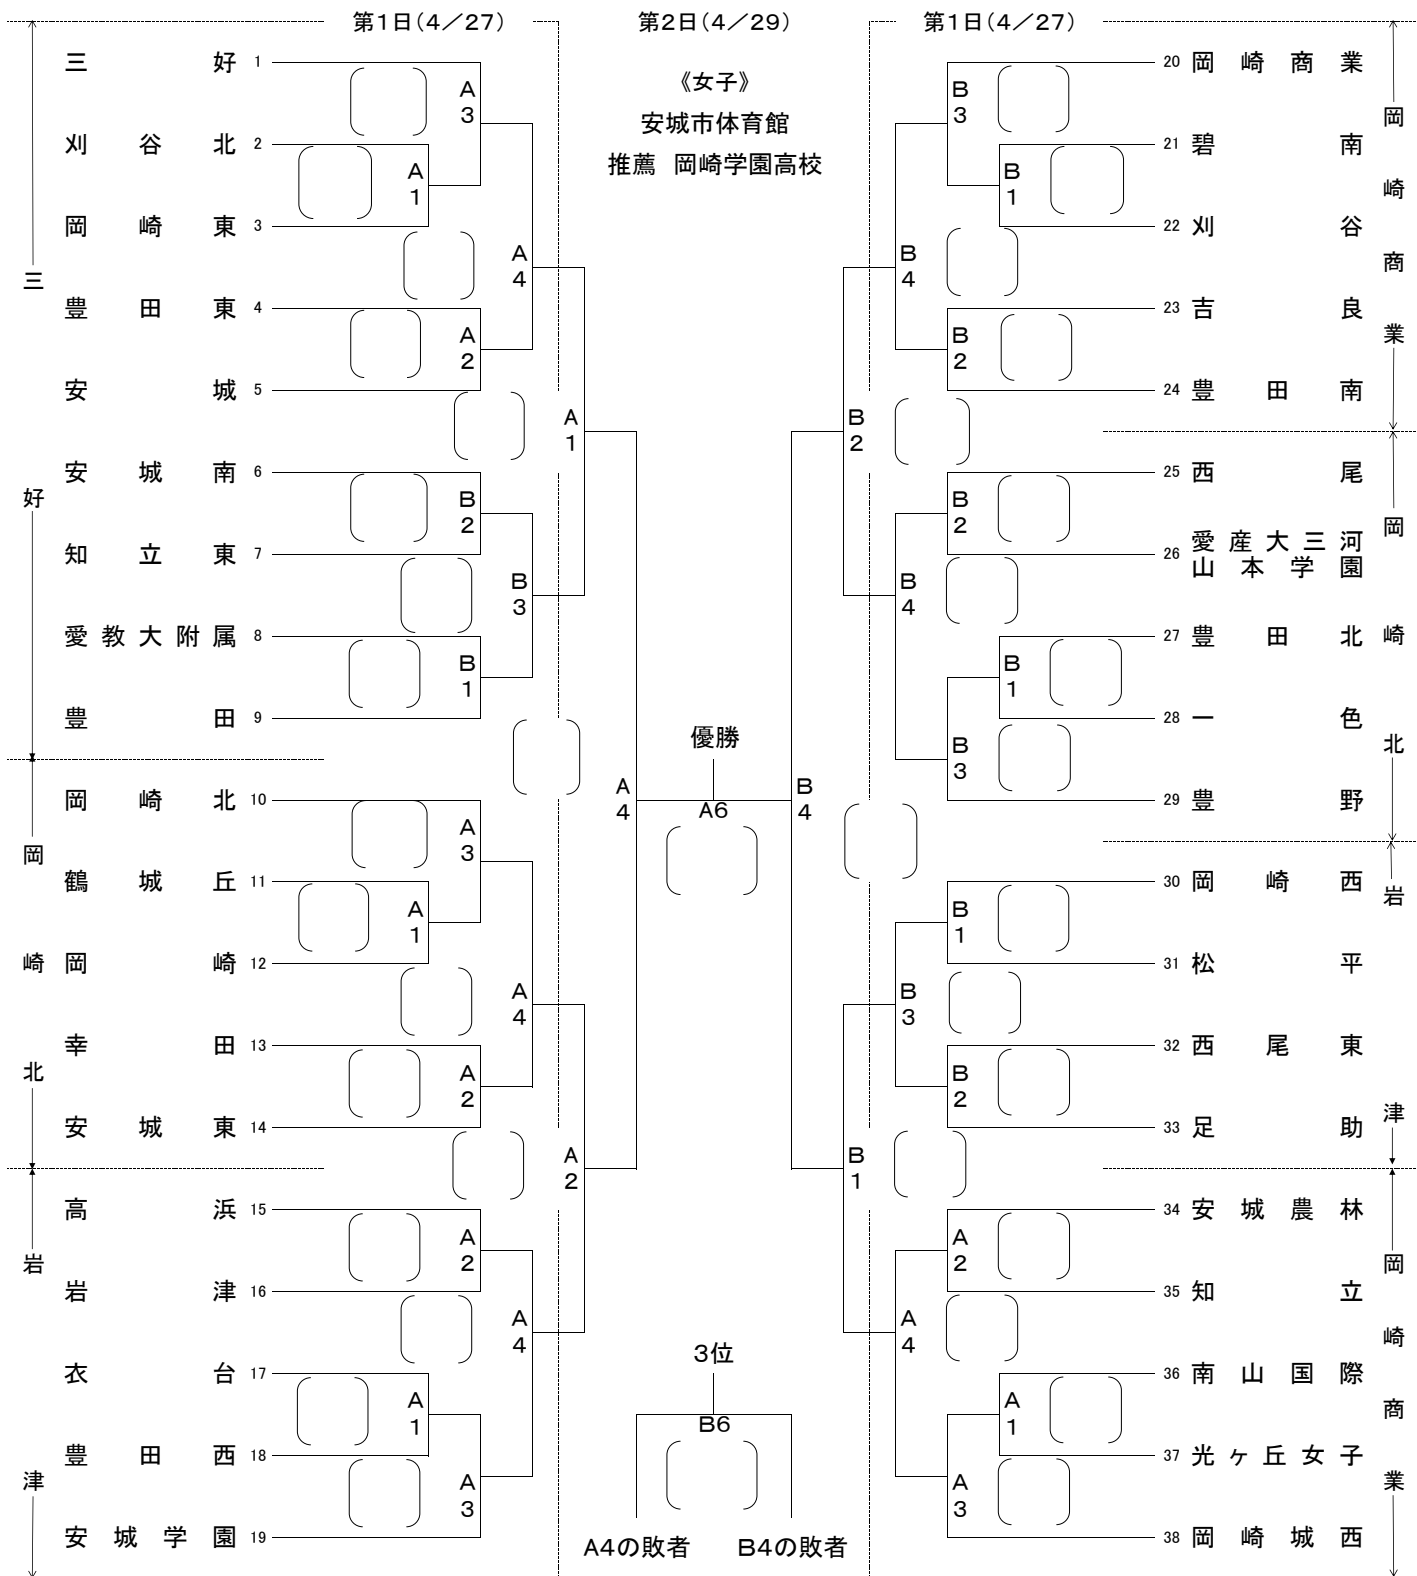 第1日(4／27)
第2日(4／29)
第1日(4／27)
《女子》
安城市体育館
推薦 岡崎学園高校
三好 1
刈谷北 2
岡崎東 3
豊田東 4
安城 5
安城南 6
知立東 7
愛教大附属 8
豊田 9
岡崎北 10
鶴城丘 11
岡崎 12
幸田 13
安城東 14
高浜 15
岩津 16
衣台 17
豊田西 18
安城学園 19
三好
岡崎北
岩津
A3
A1
A4
A2
A1
B2
B3
B1
A3
A1
A4
A2
A2
A2
A4
A1
A3
A4
優勝
A6
B4
3位
B6
A4の敗者
B4の敗者
B3
B1
B4
B2
B2
B2
B4
B1
B3
B1
B3
B2
B1
A2
A4
A1
A3
20 岡崎商業
21 碧南
22 刈谷
23 吉良
24 豊田南
25 西尾
26 愛産大三河
山本学園
27 豊田北
28 一色
29 豊野
30 岡崎西
31 松平
32 西尾東
33 足助
34 安城農林
35 知立
36 南山国際
37 光ヶ丘女子
38 岡崎城西
岡崎商業
岡崎北
岩津
岡崎商業